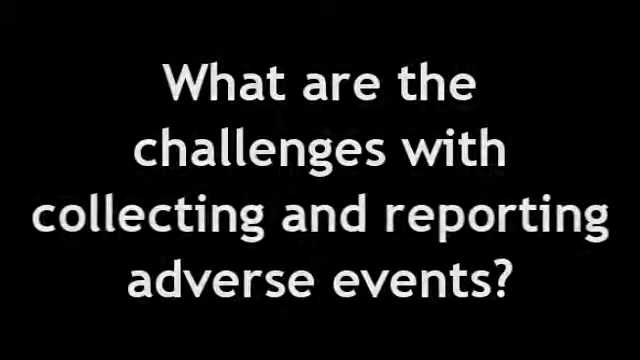 What are the
challenges with
collecting and reporting
adverse events?